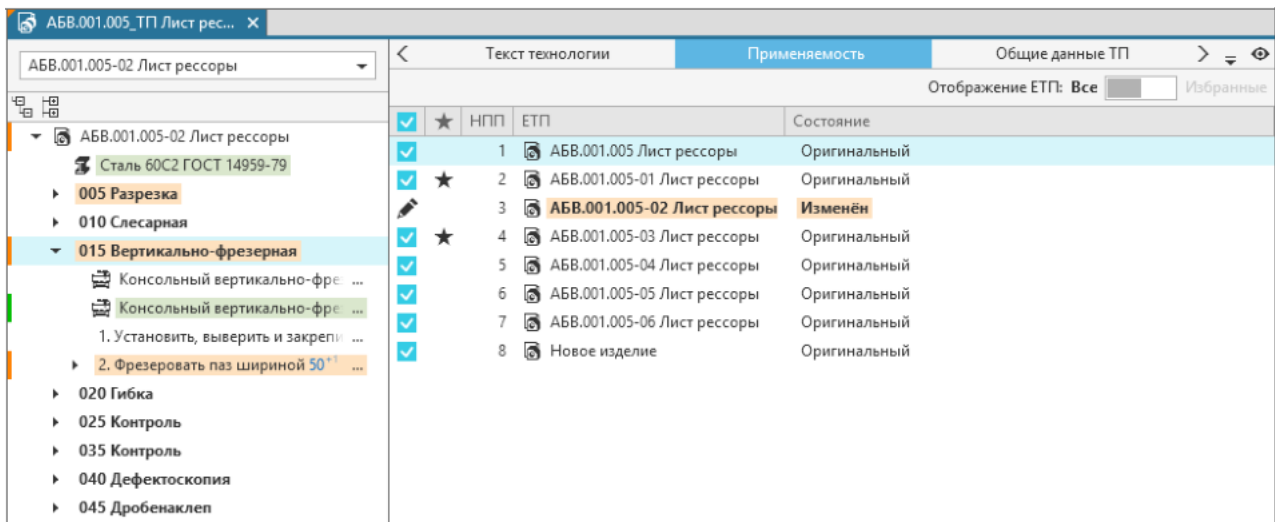 АБВ.001.005_ТП Лист рес...
АБВ.001.005-02 Лист рессоры
АБВ.001.005-02 Лист рессоры
Сталь 60С2 ГОСТ 14959-79
005 Разрезка
010 Слесарная
015 Вертикально-фрезерная
Консольный вертикально-фре ...
Консольный вертикально-фре ...
1. Установить, выверить и закрепи ...
2. Фрезеровать паз шириной 50⁺¹ ...
020 Гибка
025 Контроль
035 Контроль
040 Дефектоскопия
045 Дробенаклеп
Текст технологии Применяемость Общие данные ТП
Отображение ЕТП: Все Избранные
НПП ЕТП Состояние
1 АБВ.001.005 Лист рессоры Оригинальный
2 АБВ.001.005-01 Лист рессоры Оригинальный
3 АБВ.001.005-02 Лист рессоры Изменён
4 АБВ.001.005-03 Лист рессоры Оригинальный
5 АБВ.001.005-04 Лист рессоры Оригинальный
6 АБВ.001.005-05 Лист рессоры Оригинальный
7 АБВ.001.005-06 Лист рессоры Оригинальный
8 Новое изделие Оригинальный